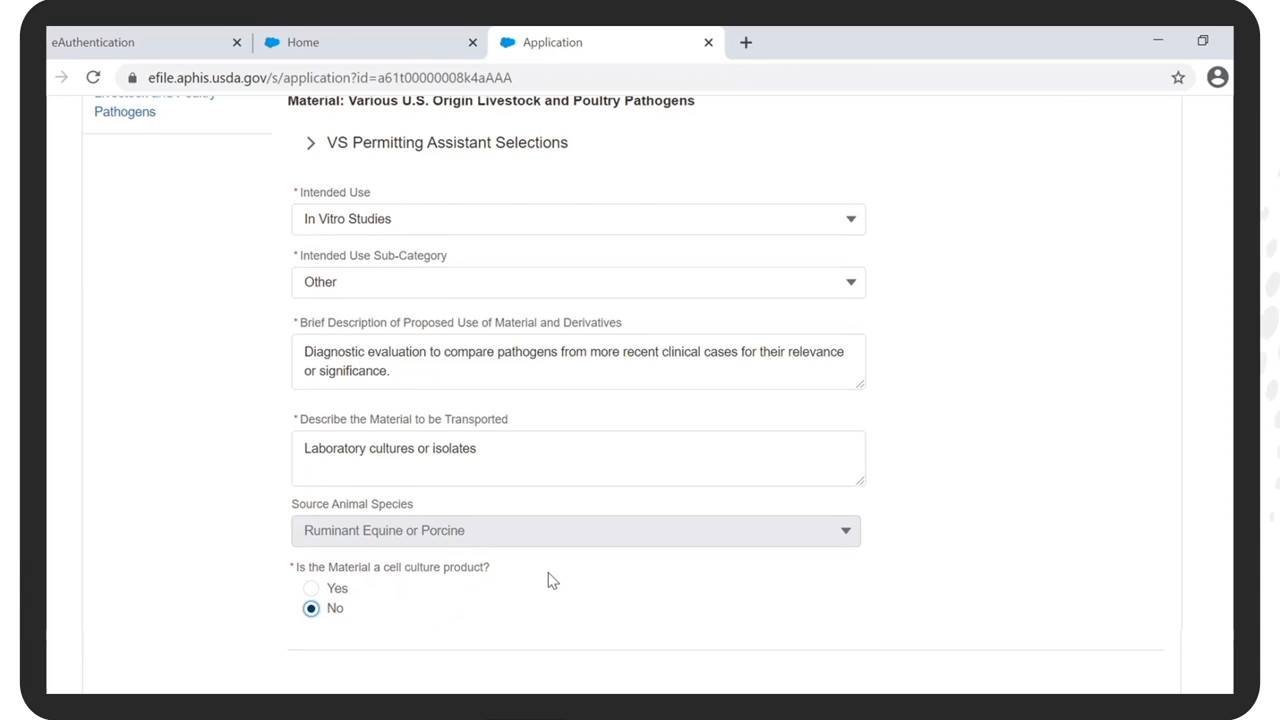 eAuthentication
Home
Application
efile.aphis.usda.gov/s/application?id=a61t00000008k4aAAA
Livestock and Poultry
Pathogens
Material: Various U.S. Origin Livestock and Poultry Pathogens
VS Permitting Assistant Selections
*Intended Use
In Vitro Studies
*Intended Use Sub-Category
Other
*Brief Description of Proposed Use of Material and Derivatives
Diagnostic evaluation to compare pathogens from more recent clinical cases for their relevance
or significance.
*Describe the Material to be Transported
Laboratory cultures or isolates
Source Animal Species
Ruminant Equine or Porcine
*Is the Material a cell culture product?
Yes
No